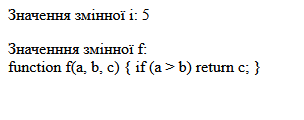 Значення змінної i: 5
Значенння змінної f:
function f(a, b, c) { if (a > b) return c; }